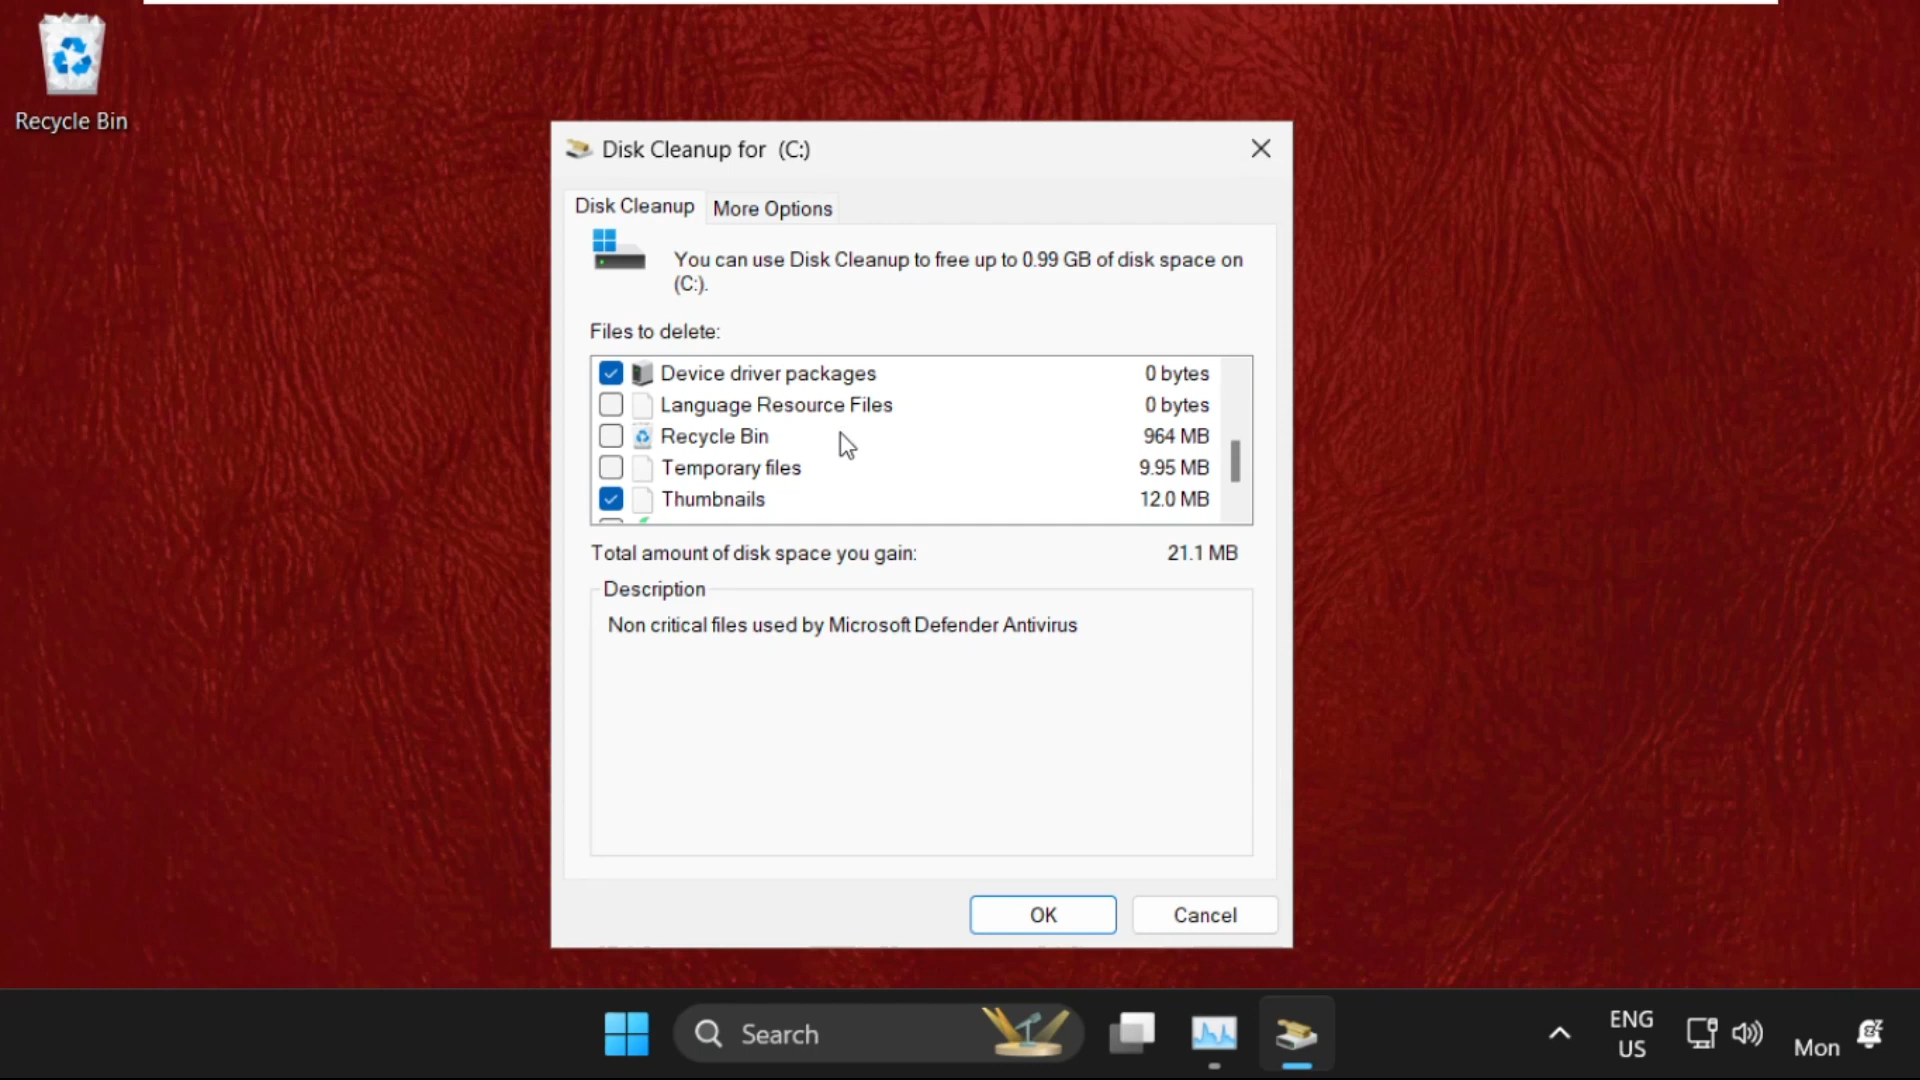 Recycle Bin
Disk Cleanup for (C:)
Disk Cleanup
More Options
You can use Disk Cleanup to free up to 0.99 GB of disk space on
(C:).
Files to delete:
Device driver packages 0 bytes
Language Resource Files 0 bytes
Recycle Bin 964 MB
Temporary files 9.95 MB
Thumbnails 12.0 MB
Total amount of disk space you gain: 21.1 MB
Description
Non critical files used by Microsoft Defender Antivirus
OK
Cancel
Search
ENG
US
Mon